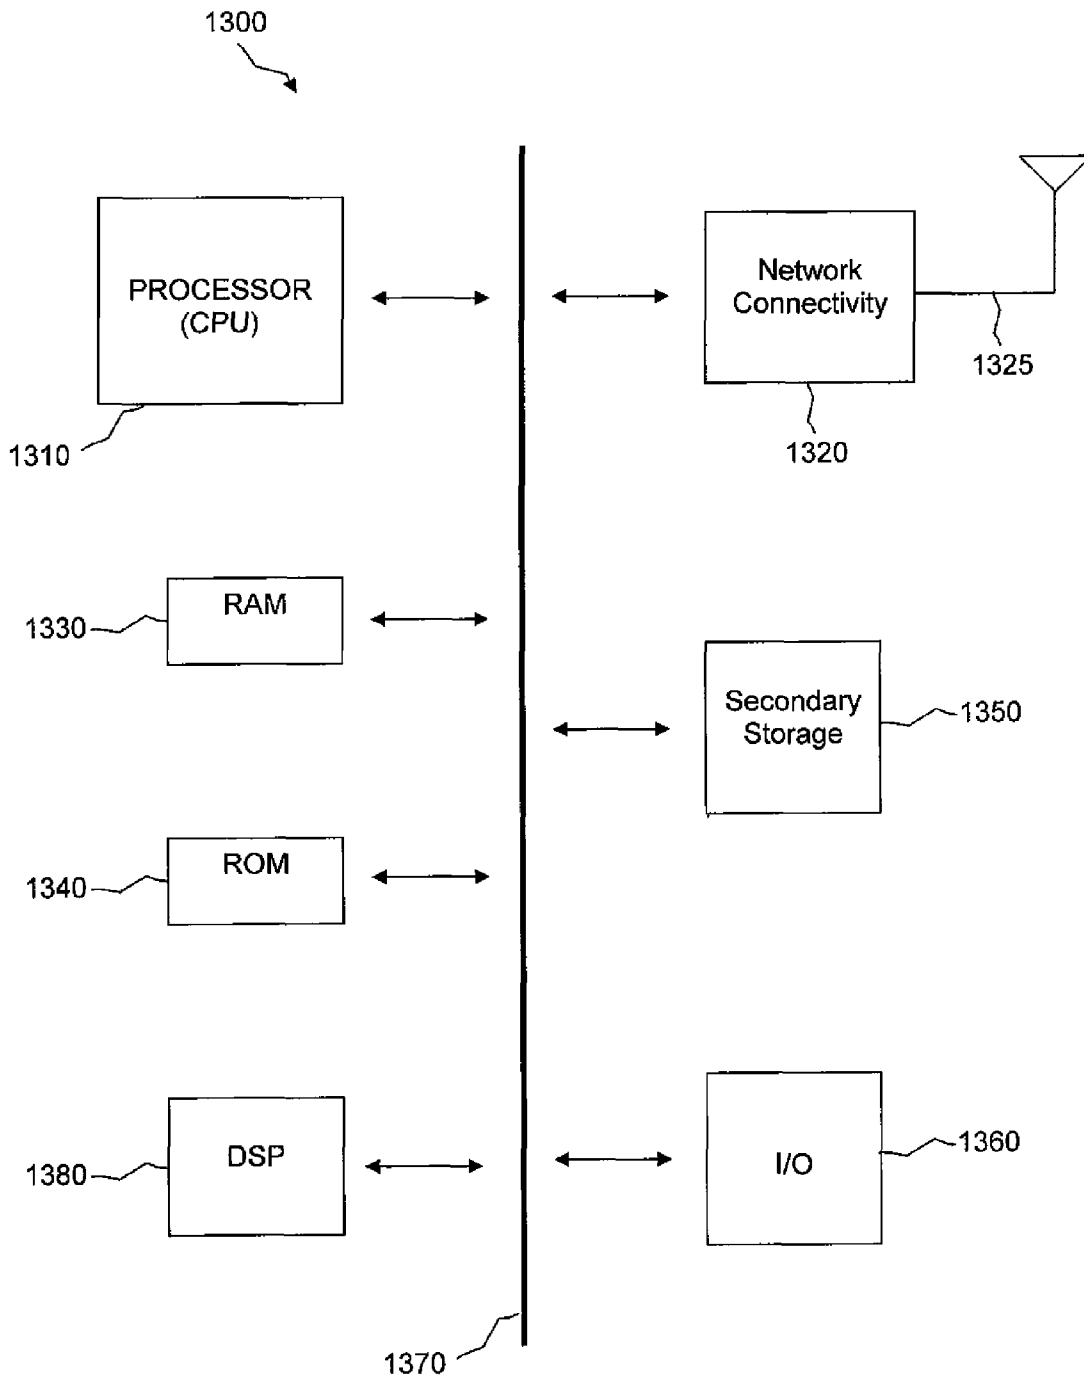 1300
PROCESSOR
(CPU)
1310
Network
Connectivity
1325
1320
RAM
1330
Secondary
Storage
1350
ROM
1340
DSP
1380
I/O
1360
1370